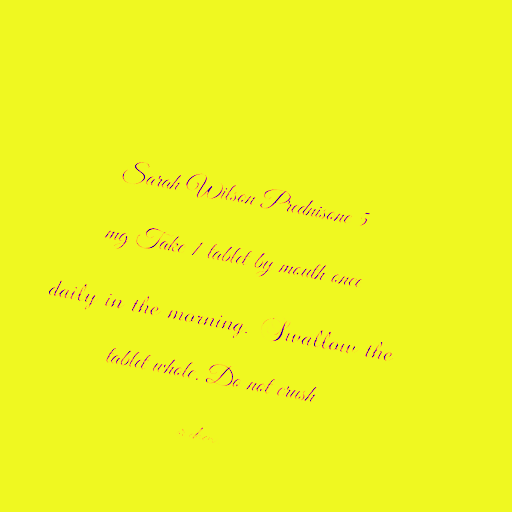 Sarah Wilson Prednisone 5
mg Take 1 tablet by mouth once
daily in the morning. Swallow the
tablet whole. Do not crush